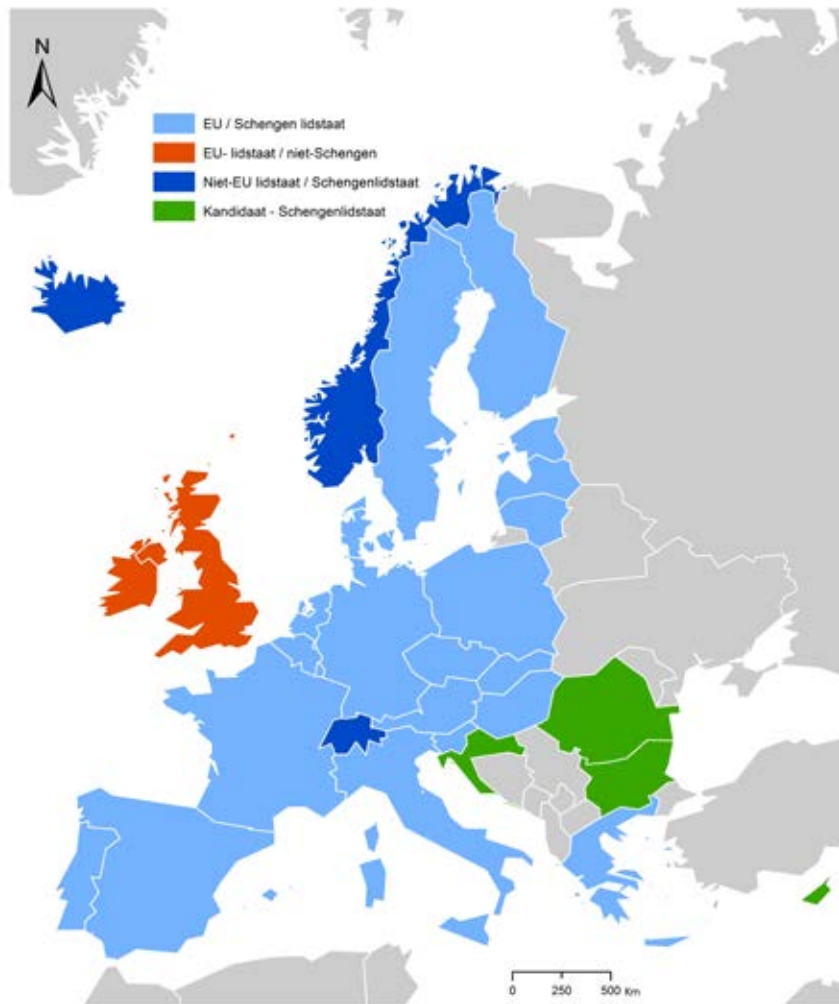 N
EU / Schengen lidstaat
EU- lidstaat / niet-Schengen
Niet-EU lidstaat / Schengenlidstaat
Kandidaat - Schengenlidstaat
0 250 500 Km